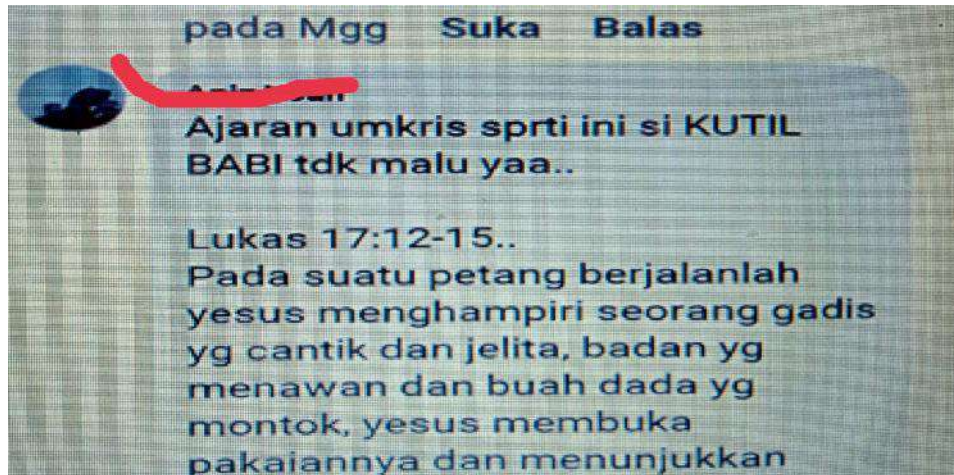 pada Mgg Suka Balas
Ajaran umkris sprti ini si KUTIL
BABI tdk malu yaa..
Lukas 17:12-15..
Pada suatu petang berjalanlah
yesus menghampiri seorang gadis
yg cantik dan jelita, badan yg
menawan dan buah dada yg
montok, yesus membuka
pakaiannya dan menunjukkan